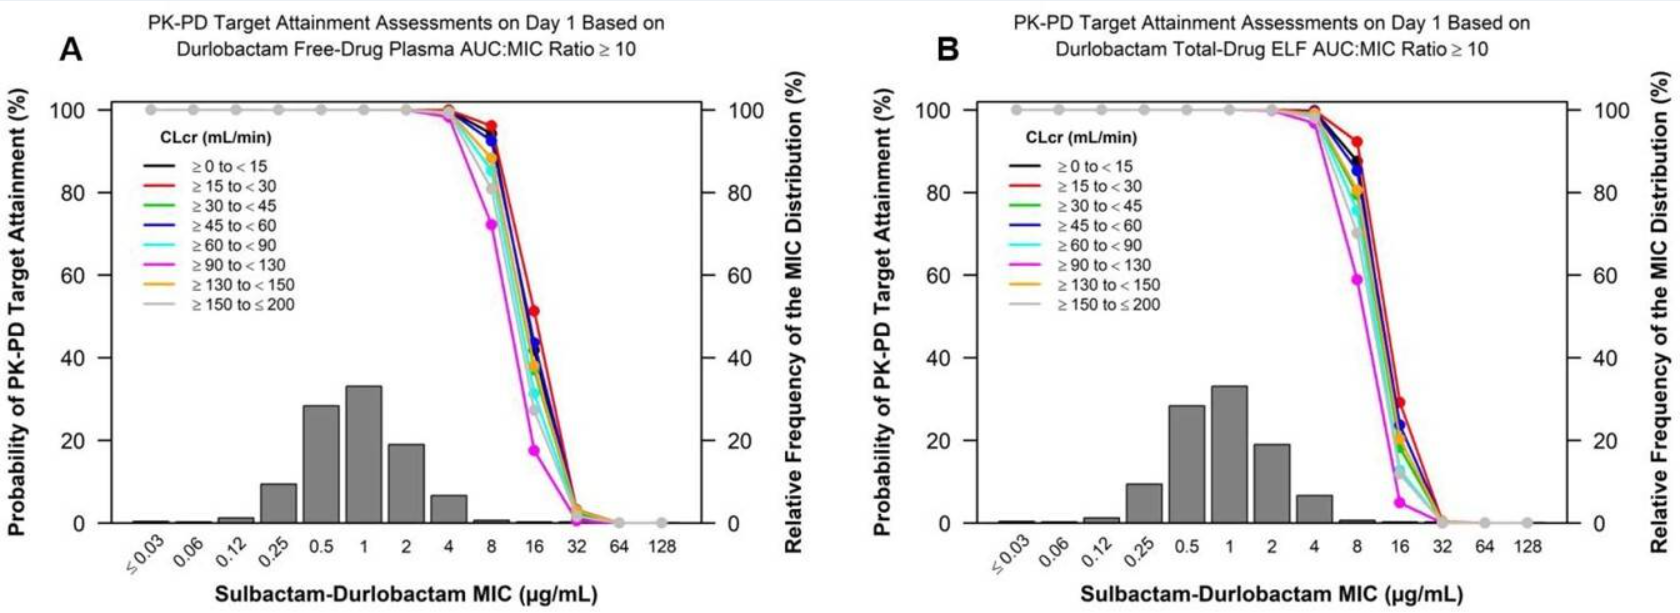 PK-PD Target Attainment Assessments on Day 1 Based on
Durlobactam Free-Drug Plasma AUC:MIC Ratio ≥ 10
A
Probability of PK-PD Target Attainment (%)
100
80
60
40
20
0
CLcr (mL/min)
≥ 0 to < 15
≥ 15 to < 30
≥ 30 to < 45
≥ 45 to < 60
≥ 60 to < 90
≥ 90 to < 130
≥ 130 to < 150
≥ 150 to ≤ 200
100
80
60
40
20
0
Relative Frequency of the MIC Distribution (%)
≤ 0.03 0.06 0.12 0.25 0.5 1 2 4 8 16 32 64 128
Sulbactam-Durlobactam MIC (µg/mL)
PK-PD Target Attainment Assessments on Day 1 Based on
Durlobactam Total-Drug ELF AUC:MIC Ratio ≥ 10
B
Probability of PK-PD Target Attainment (%)
100
80
60
40
20
0
CLcr (mL/min)
≥ 0 to < 15
≥ 15 to < 30
≥ 30 to < 45
≥ 45 to < 60
≥ 60 to < 90
≥ 90 to < 130
≥ 130 to < 150
≥ 150 to ≤ 200
100
80
60
40
20
0
Relative Frequency of the MIC Distribution (%)
≤ 0.03 0.06 0.12 0.25 0.5 1 2 4 8 16 32 64 128
Sulbactam-Durlobactam MIC (µg/mL)